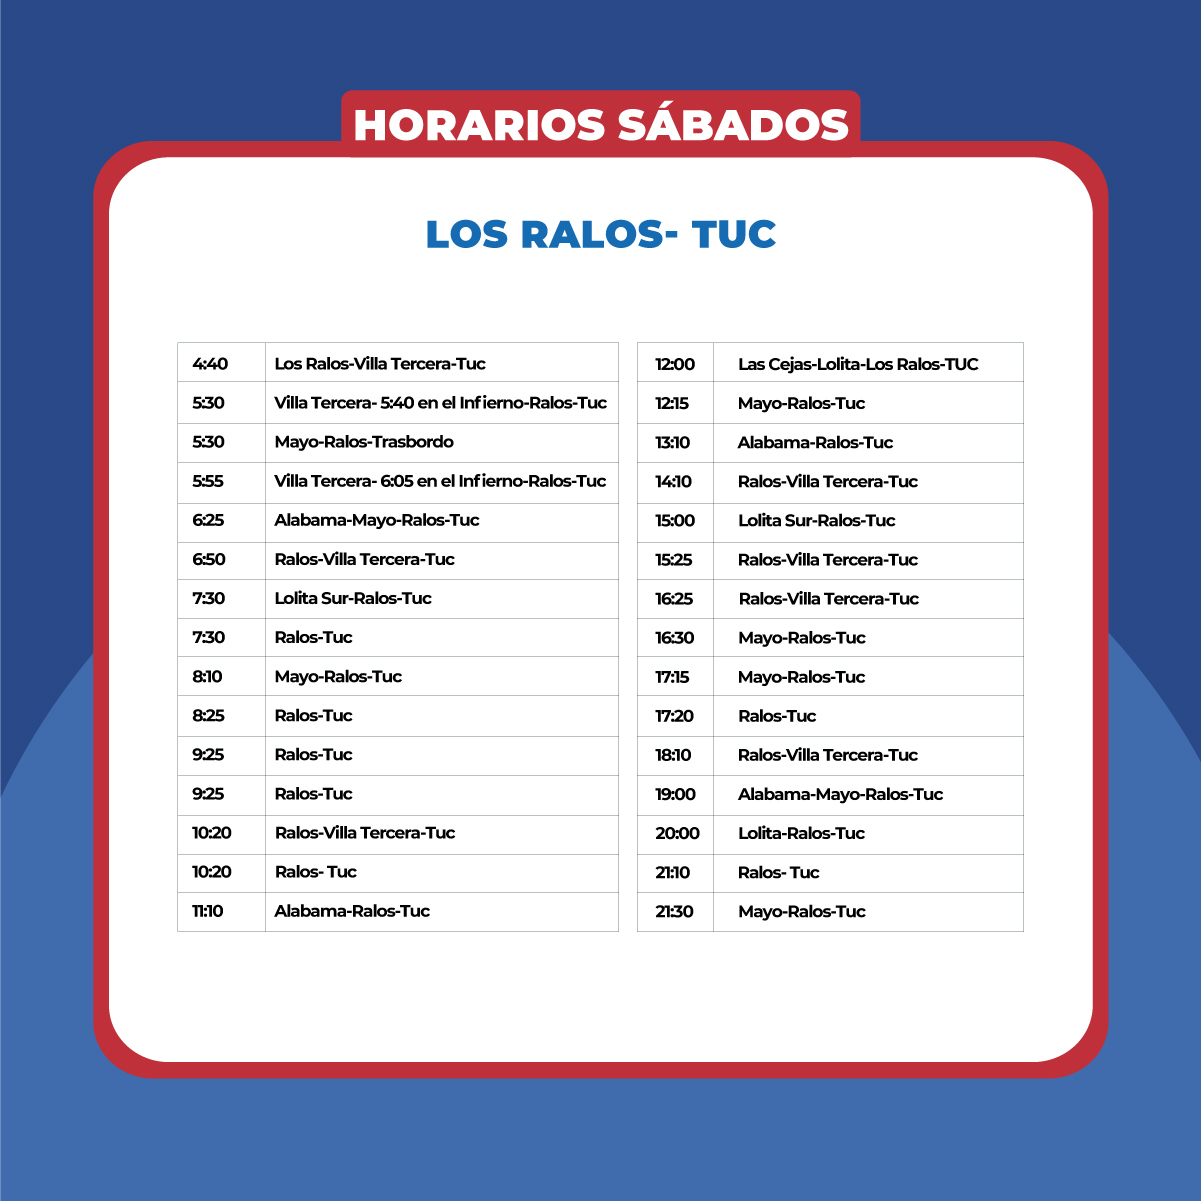 HORARIOS SÁBADOS
LOS RALOS- TUC
4:40 Los Ralos-Villa Tercera-Tuc
5:30 Villa Tercera- 5:40 en el Infierno-Ralos-Tuc
5:30 Mayo-Ralos-Trasbordo
5:55 Villa Tercera- 6:05 en el Infierno-Ralos-Tuc
6:25 Alabama-Mayo-Ralos-Tuc
6:50 Ralos-Villa Tercera-Tuc
7:30 Lolita Sur-Ralos-Tuc
7:30 Ralos-Tuc
8:10 Mayo-Ralos-Tuc
8:25 Ralos-Tuc
9:25 Ralos-Tuc
9:25 Ralos-Tuc
10:20 Ralos-Villa Tercera-Tuc
10:20 Ralos- Tuc
11:10 Alabama-Ralos-Tuc
12:00 Las Cejas-Lolita-Los Ralos-TUC
12:15 Mayo-Ralos-Tuc
13:10 Alabama-Ralos-Tuc
14:10 Ralos-Villa Tercera-Tuc
15:00 Lolita Sur-Ralos-Tuc
15:25 Ralos-Villa Tercera-Tuc
16:25 Ralos-Villa Tercera-Tuc
16:30 Mayo-Ralos-Tuc
17:15 Mayo-Ralos-Tuc
17:20 Ralos-Tuc
18:10 Ralos-Villa Tercera-Tuc
19:00 Alabama-Mayo-Ralos-Tuc
20:00 Lolita-Ralos-Tuc
21:10 Ralos- Tuc
21:30 Mayo-Ralos-Tuc